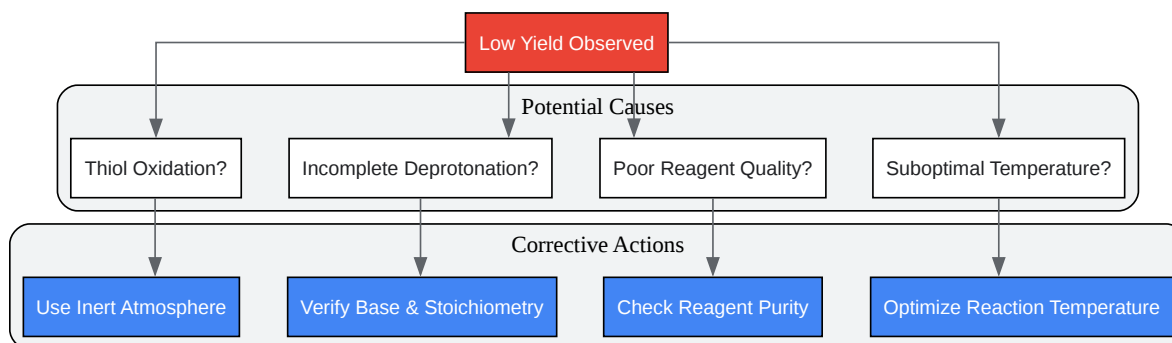 Low Yield Observed
Potential Causes
Thiol Oxidation?
Incomplete Deprotonation?
Poor Reagent Quality?
Suboptimal Temperature?
Corrective Actions
Use Inert Atmosphere
Verify Base & Stoichiometry
Check Reagent Purity
Optimize Reaction Temperature